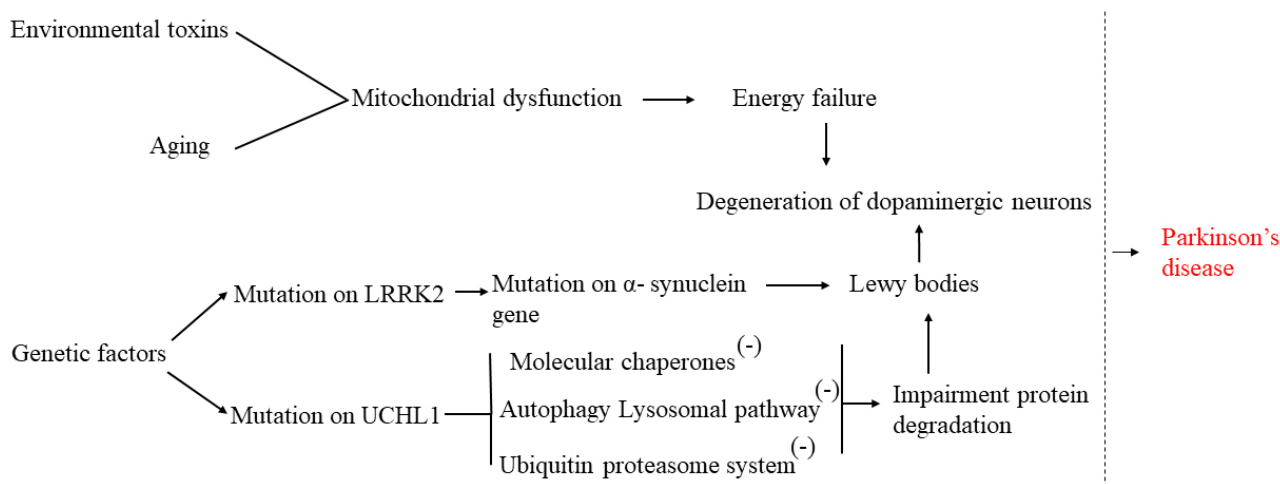 Environmental toxins
Mitochondrial dysfunction
Energy failure
Aging
Degeneration of dopaminergic neurons
Parkinson’s
disease
Mutation on LRRK2
Mutation on α- synuclein
gene
Lewy bodies
Genetic factors
Molecular chaperones(-)
Mutation on UCHL1
Autophagy Lysosomal pathway(-)
Impairment protein
degradation
Ubiquitin proteasome system(-)